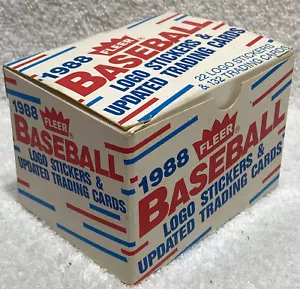 1988
FLEER®
BASEBALL
LOGO STICKERS &
UPDATED TRADING CARDS
22 LOGO STICKERS
& 132 TRADING CARDS
1988
FLEER
BASEBALL
LOGO STICKERS &
UPDATED TRADING CARDS
1988
FLEER®
BASEBALL
LOGO STICKERS &
UPDATED TRADING CARDS